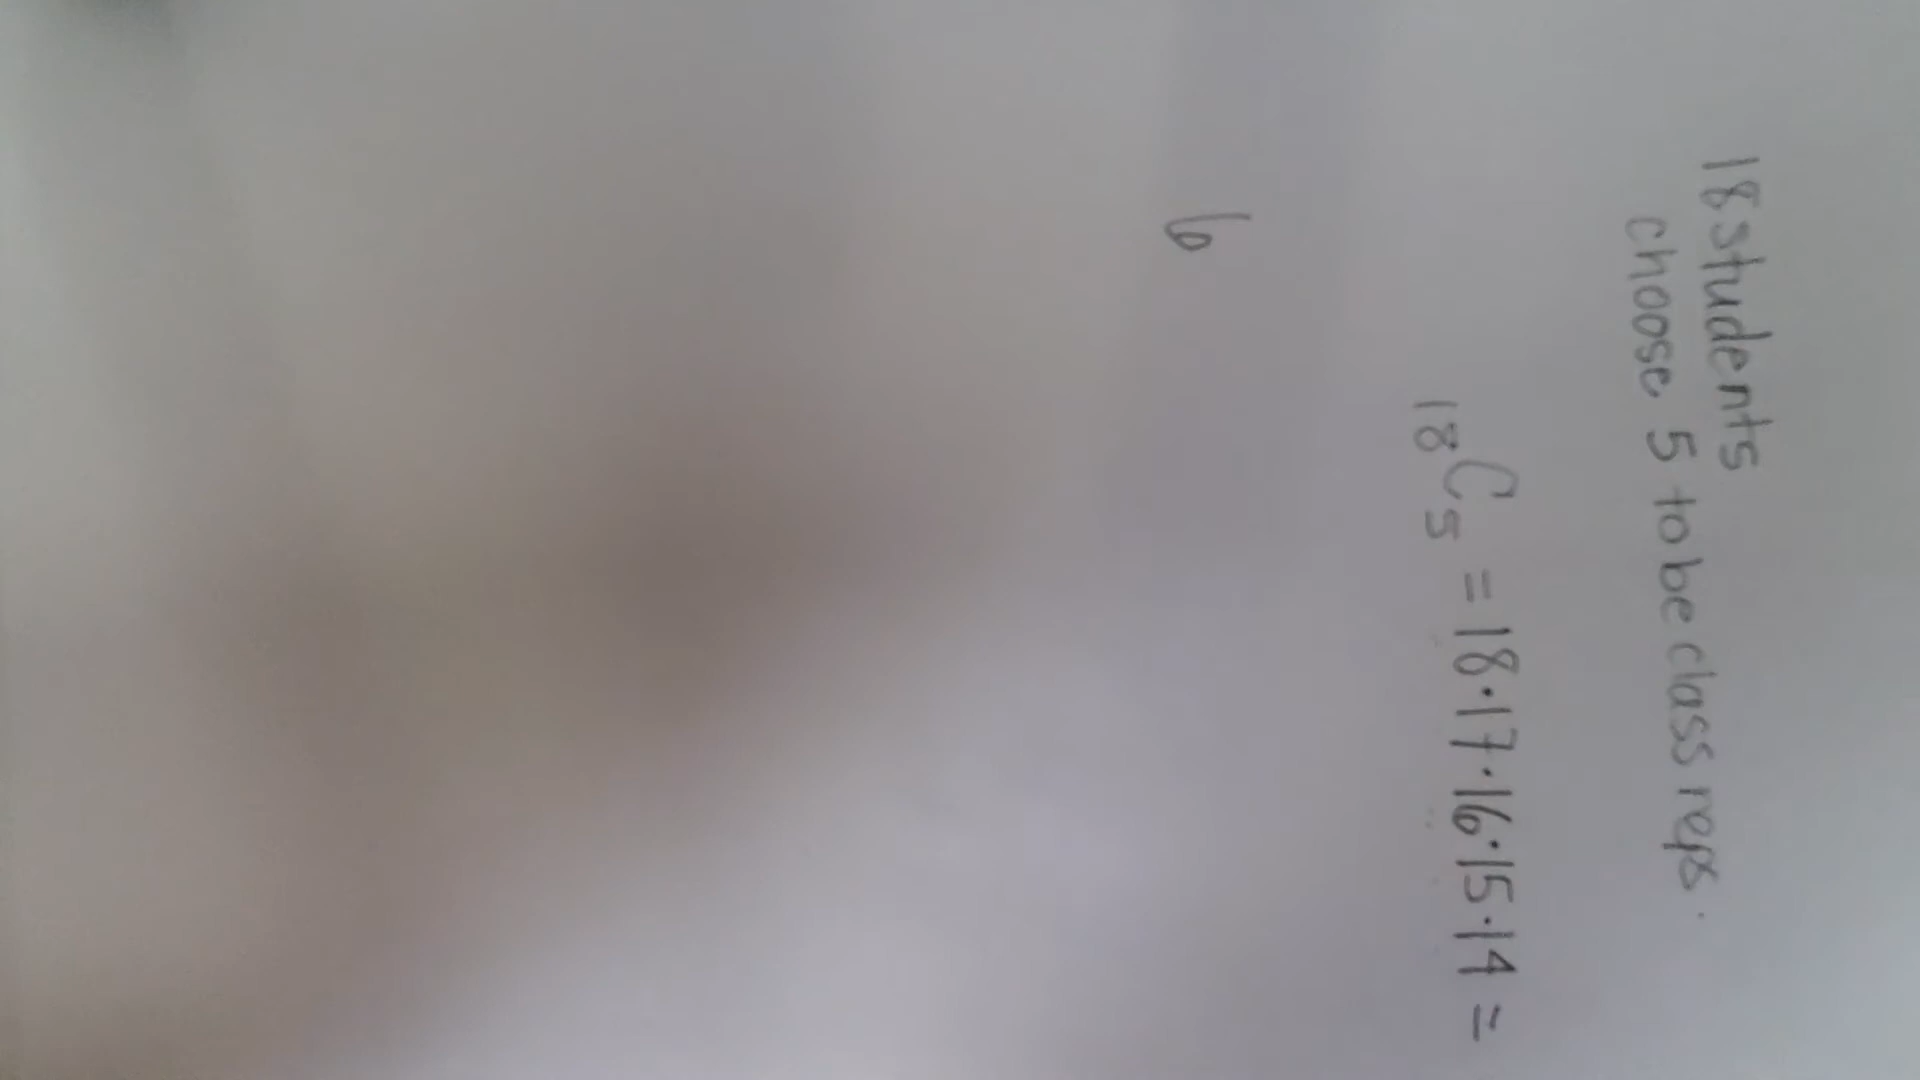 18 students
choose 5 to be class reps.
18C5 = 18·17·16·15·14 =
6